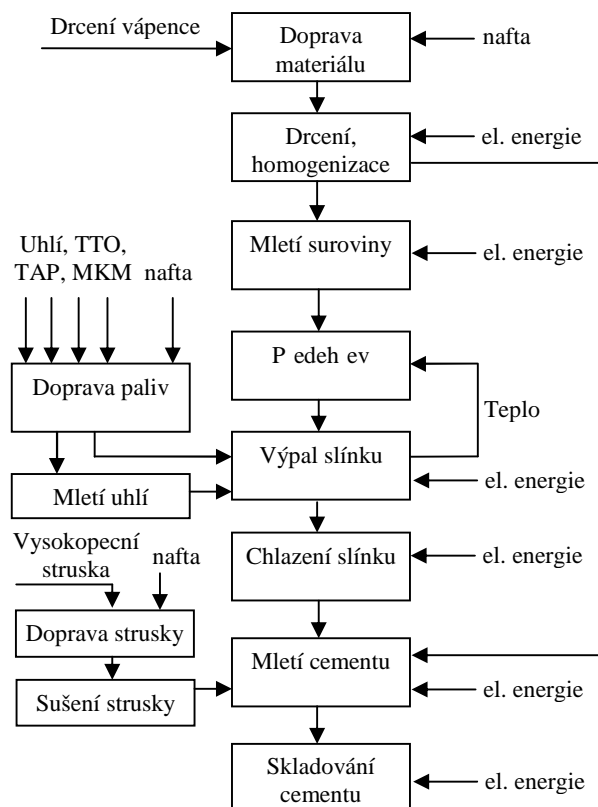 Drcení vápence
Doprava
materiálu
nafta
Drcení,
homogenizace
el. energie
Mletí suroviny
el. energie
Uhlí, TTO,
TAP, MKM
nafta
P edeh ev
Doprava paliv
Teplo
Výpal slínku
el. energie
Mletí uhlí
Vysokopecní
struska
nafta
Chlazení slínku
el. energie
Doprava strusky
Mletí cementu
el. energie
Sušení strusky
Skladování
cementu
el. energie